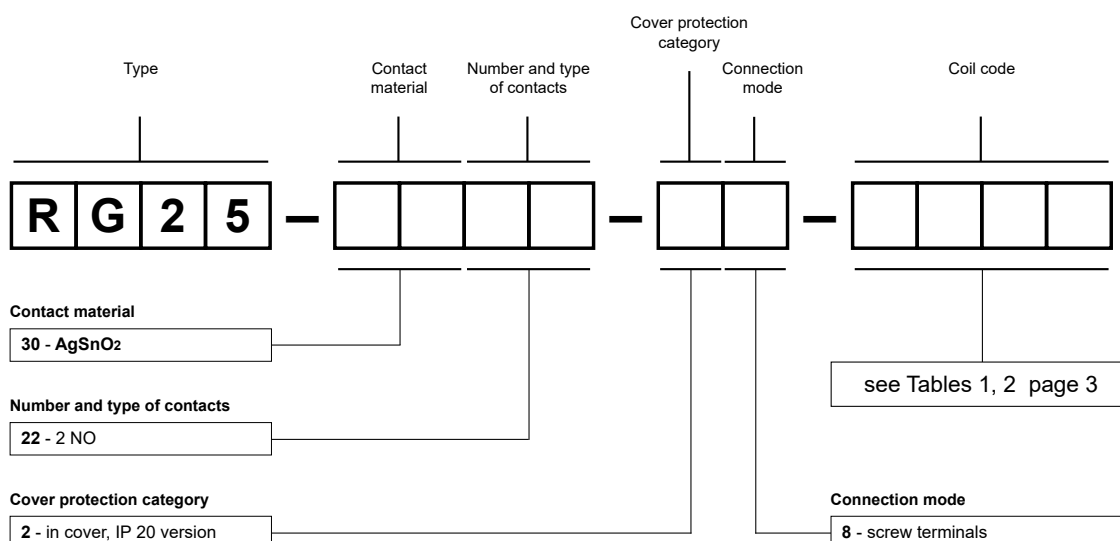 Cover protection
category
Type
Contact
material
Number and type
of contacts
Connection
mode
Coil code
R G 2 5 – – –
Contact material
30 - AgSnO2
see Tables 1, 2 page 3
Number and type of contacts
22 - 2 NO
Cover protection category
2 - in cover, IP 20 version
Connection mode
8 - screw terminals